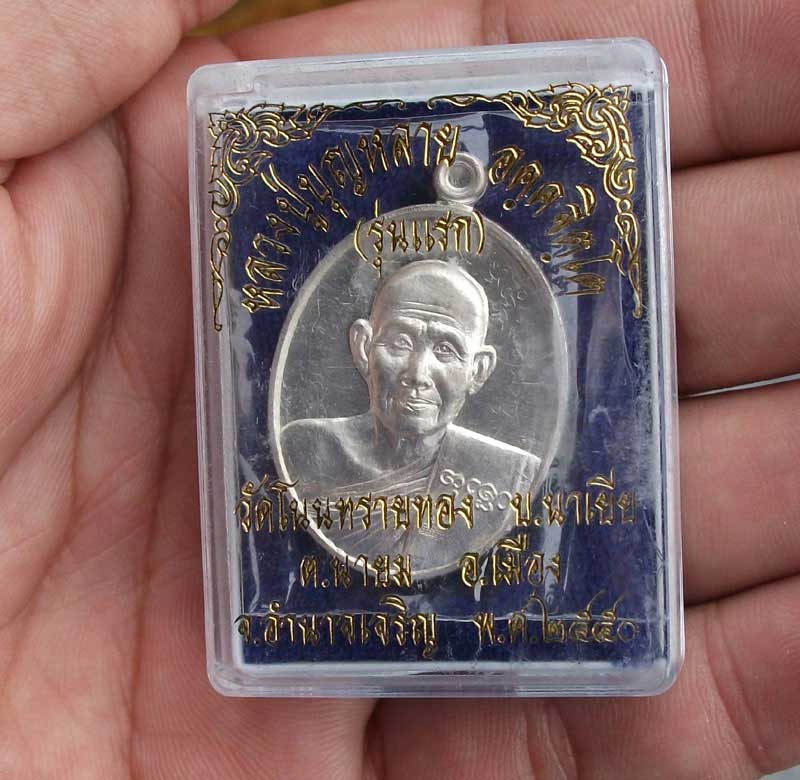 หลวงปู่บุญหลาย อคฺคจิตฺโต
(รุ่นแรก)
วัดโนนทรายทอง บ.นาเยีย
ต.นายม อ.เมือง
จ.อำนาจเจริญ พ.ศ.๒๕๕๐